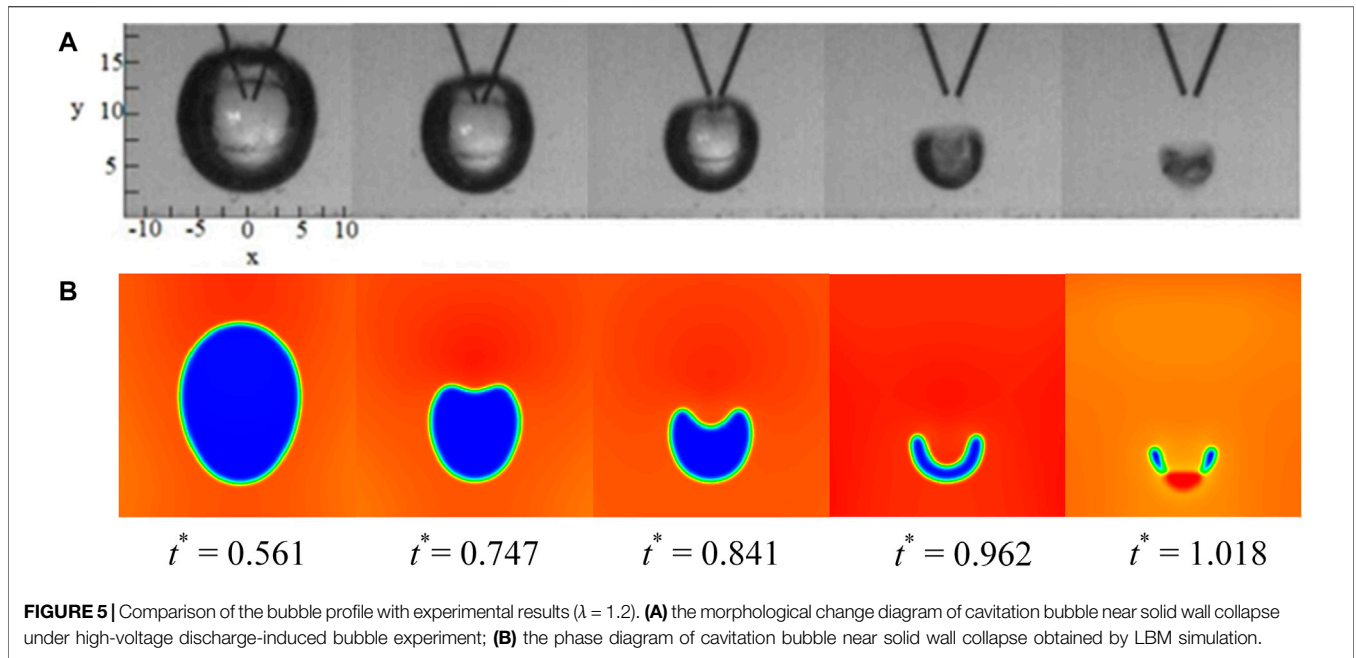 A
15
y 10
5
-10 -5 0 5 10
x
B
t* = 0.561 t* = 0.747 t* = 0.841 t* = 0.962 t* = 1.018
FIGURE 5 | Comparison of the bubble profile with experimental results (λ = 1.2). (A) the morphological change diagram of cavitation bubble near solid wall collapse
under high-voltage discharge-induced bubble experiment; (B) the phase diagram of cavitation bubble near solid wall collapse obtained by LBM simulation.